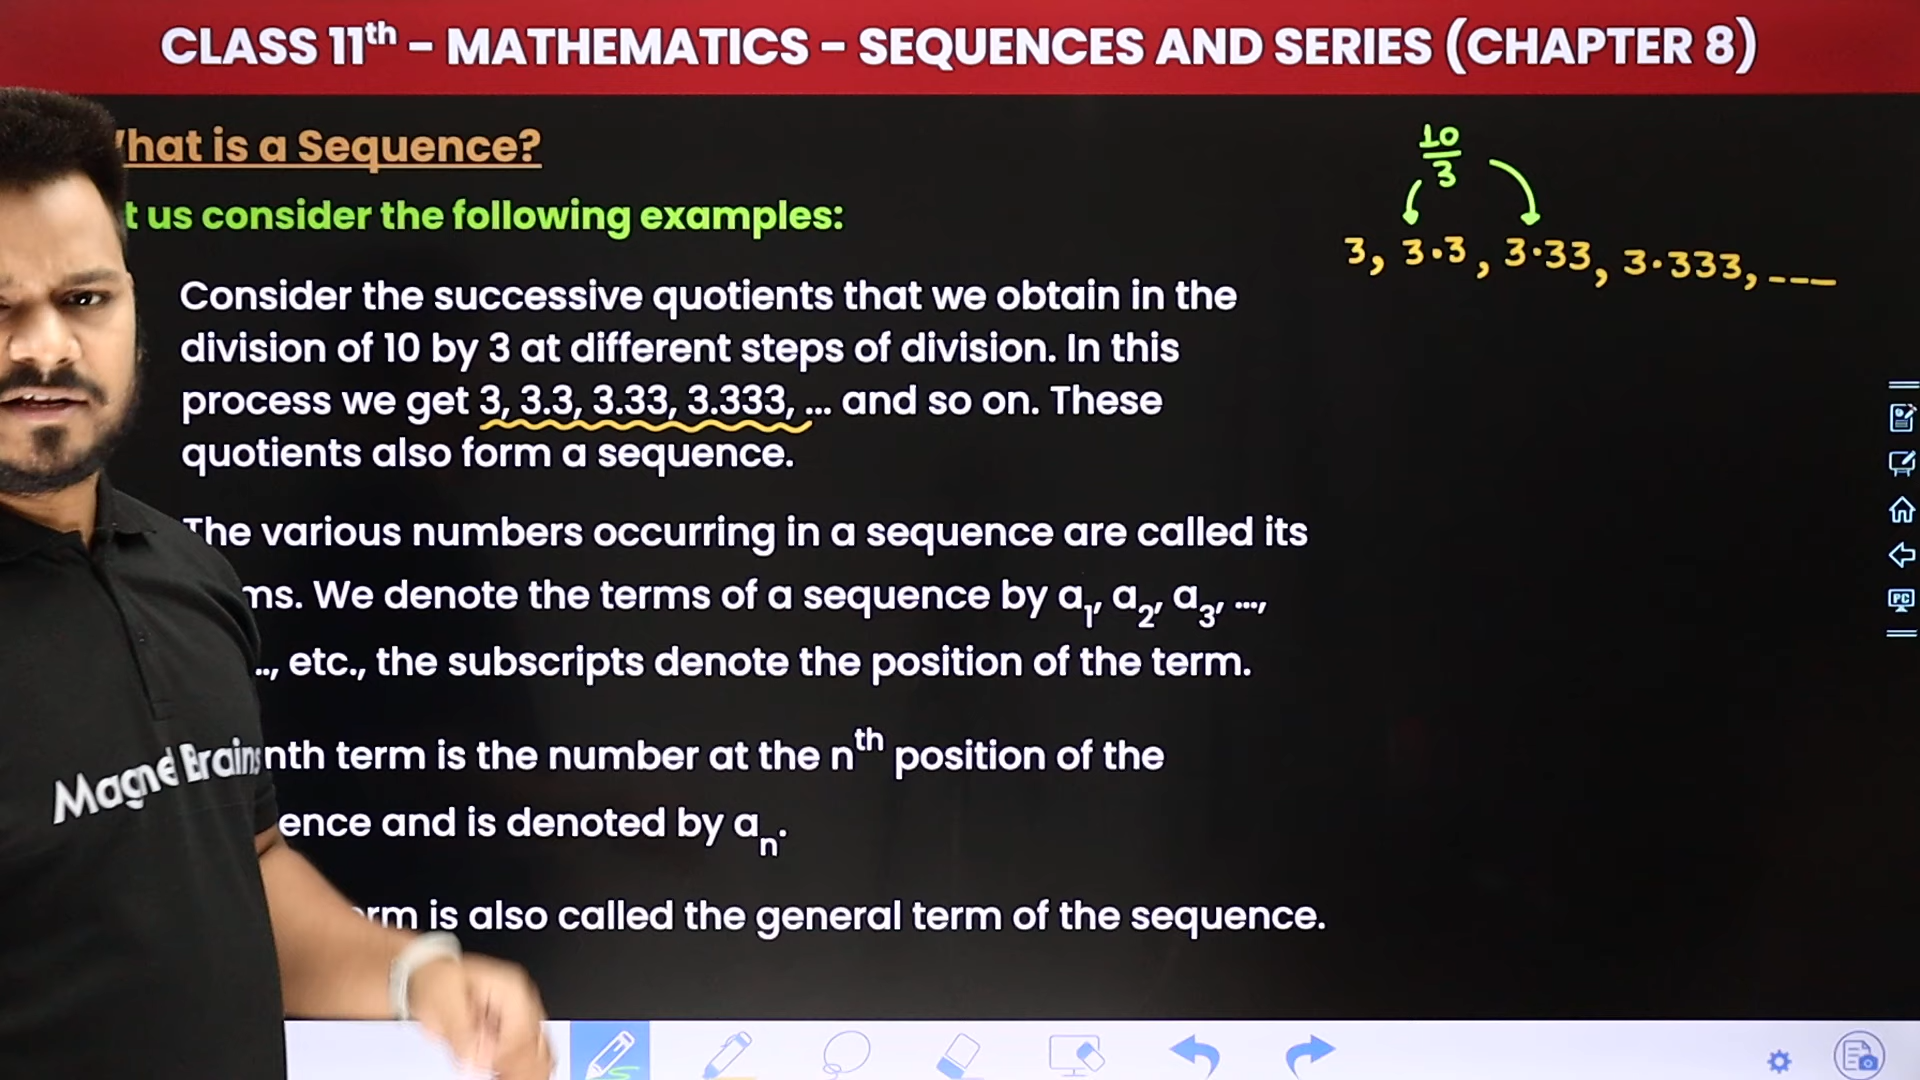 CLASS 11th - MATHEMATICS - SEQUENCES AND SERIES (CHAPTER 8)
hat is a Sequence?
t us consider the following examples:
Consider the successive quotients that we obtain in the
division of 10 by 3 at different steps of division. In this
process we get 3, 3.3, 3.33, 3.333, ... and so on. These
quotients also form a sequence.
The various numbers occurring in a sequence are called its
ms. We denote the terms of a sequence by a₁, a₂, a₃, ...,
.., etc., the subscripts denote the position of the term.
nth term is the number at the nth position of the
ence and is denoted by aₙ.
rm is also called the general term of the sequence.
10
3
3, 3.3, 3.33, 3.333, ---
Magnet Brains
PC